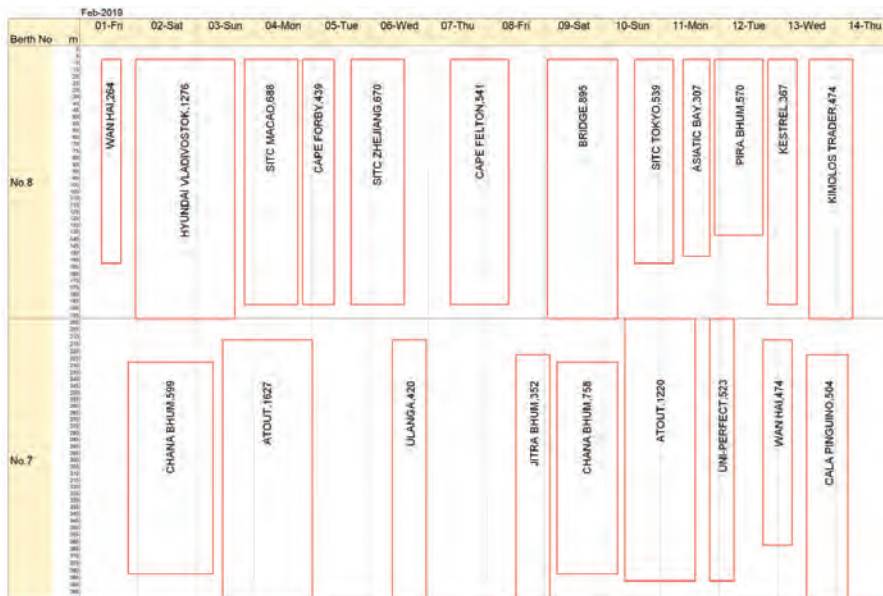 Feb-2019
Berth No m 01-Fri 02-Sat 03-Sun 04-Mon 05-Tue 06-Wed 07-Thu 08-Fri 09-Sat 10-Sun 11-Mon 12-Tue 13-Wed 14-Thu
No.8
WAN HAI,264
HYUNDAI VLADIVOSTOK,1276
SITC MACAO,688
CAPE FORBY,439
SITC ZHEJIANG,670
CAPE FELTON,541
BRIDGE,895
SITC TOKYO,539
ASIATIC BAY,307
PIRA BHUM,570
KESTREL,367
KIMOLOS TRADER,474
No.7
CHANA BHUM,599
ATOUT,1627
ULANGA,420
JITRA BHUM,352
CHANA BHUM,758
ATOUT,1220
UNI-PERFECT,523
WAN HAI,474
CALA PINGUINO,504